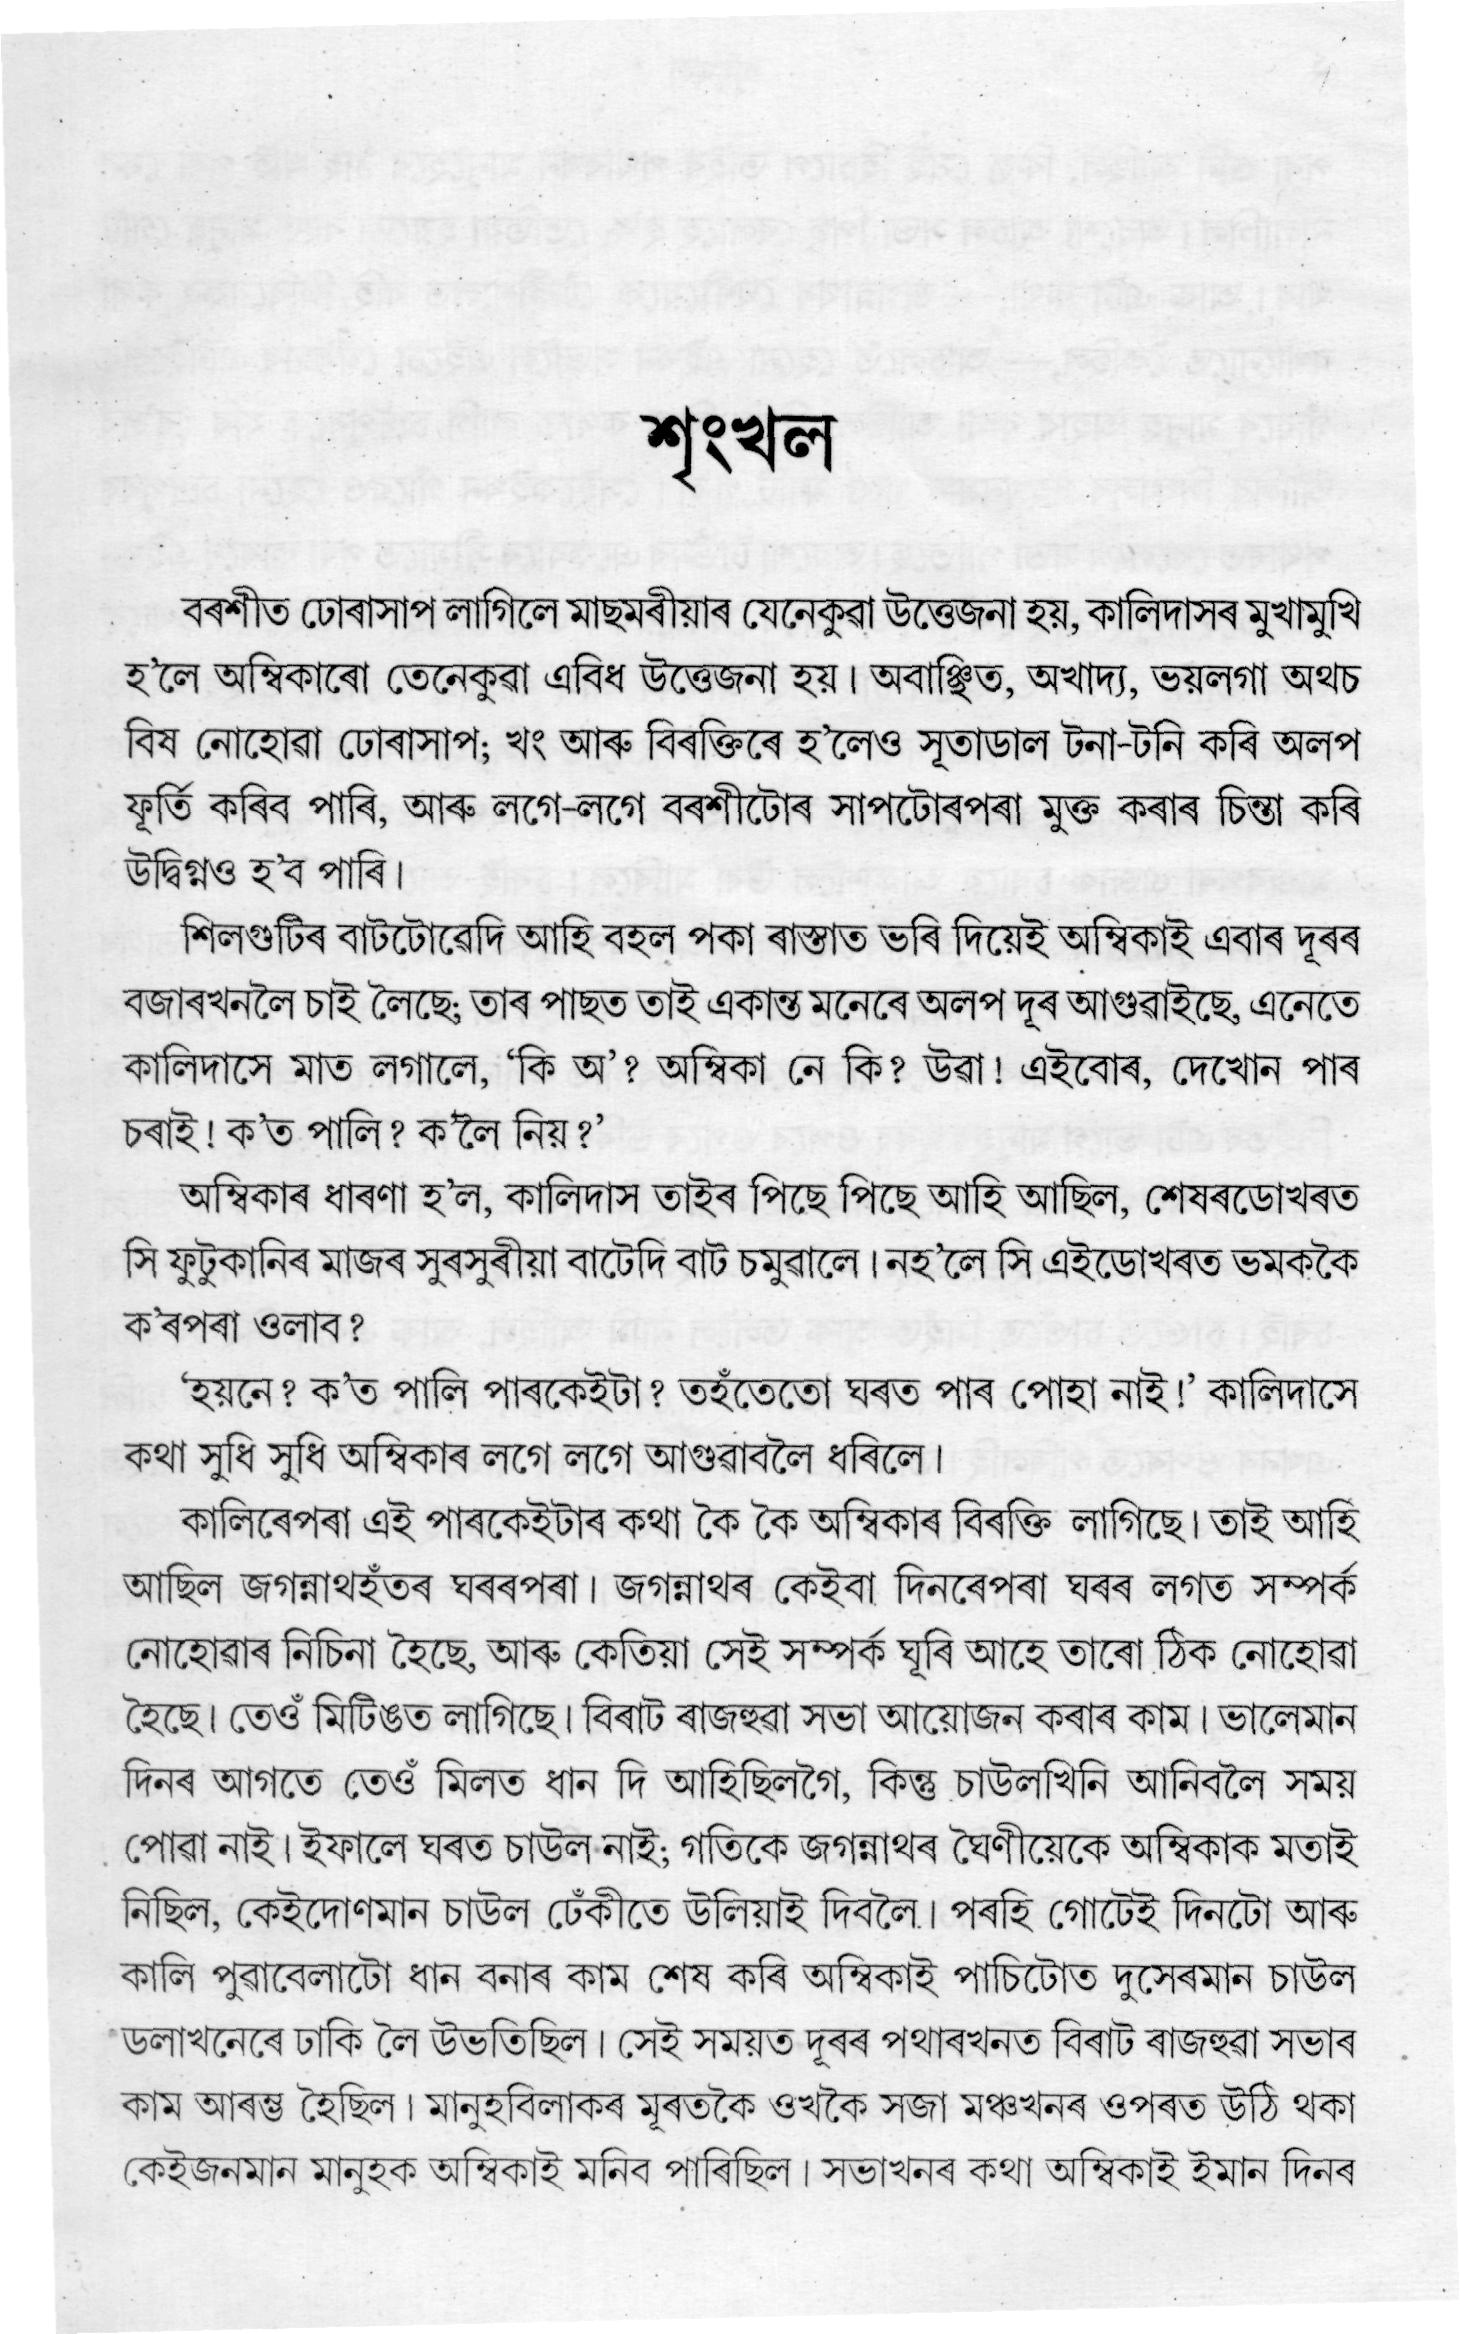 শৃংখল
বৰশীত ঢোৰাসাপ লাগিলে মাছমৰীয়াৰ যেনেকুৱা উত্তেজনা হয়, কালিদাসৰ মুখামুখি
হ’লে অম্বিকাৰো তেনেকুৱা এবিধ উত্তেজনা হয়। অবাঞ্ছিত, অখাদ্য, ভয়লগা অথচ
বিষ নোহোৱা ঢোৰাসাপ; খং আৰু বিৰক্তিৰে হ’লেও সূতাডাল টনা-টনি কৰি অলপ
ফূৰ্তি কৰিব পাৰি, আৰু লগে-লগে বৰশীটোৰ সাপটোৰপৰা মুক্ত কৰাৰ চিন্তা কৰি
উদ্বিগ্নও হ’ব পাৰি।
শিলগুটিৰ বাটটোৱেদি আহি বহল পকা ৰাস্তাত ভৰি দিয়েই অম্বিকাই এবাৰ দূৰৰ
বজাৰখনলৈ চাই লৈছে; তাৰ পাছত তাই একান্ত মনেৰে অলপ দূৰ আগুৱাইছে, এনেতে
কালিদাসে মাত লগালে, ‘কি অ’? অম্বিকা নে কি? উৱা! এইবোৰ, দেখোন পাৰ
চৰাই! ক’ত পালি? ক’লৈ নিয়?’
অম্বিকাৰ ধাৰণা হ’ল, কালিদাস তাইৰ পিছে পিছে আহি আছিল, শেষৰডোখৰত
সি ফুটুকানিৰ মাজৰ সুৰসুৰীয়া বাটেদি বাট চমুৱালে। নহ’লে সি এইডোখৰত ভমককৈ
ক’ৰপৰা ওলাব?
‘হয়নে? ক’ত পালি পাৰকেইটা? তহঁতেতো ঘৰত পাৰ পোহা নাই!’ কালিদাসে
কথা সুধি সুধি অম্বিকাৰ লগে লগে আগুৱাবলৈ ধৰিলে।
কালিৰেপৰা এই পাৰকেইটাৰ কথা কৈ কৈ অম্বিকাৰ বিৰক্তি লাগিছে। তাই আহি
আছিল জগন্নাথহঁতৰ ঘৰৰপৰা। জগন্নাথৰ কেইবা দিনৰেপৰা ঘৰৰ লগত সম্পৰ্ক
নোহোৱাৰ নিচিনা হৈছে, আৰু কেতিয়া সেই সম্পৰ্ক ঘূৰি আহে তাৰো ঠিক নোহোৱা
হৈছে। তেওঁ মিটিঙত লাগিছে। বিৰাট ৰাজহুৱা সভা আয়োজন কৰাৰ কাম। ভালেমান
দিনৰ আগতে তেওঁ মিলত ধান দি আহিছিলগৈ, কিন্তু চাউলখিনি আনিবলৈ সময়
পোৱা নাই। ইফালে ঘৰত চাউল নাই; গতিকে জগন্নাথৰ ঘৈণীয়েকে অম্বিকাক মতাই
নিছিল, কেইদোণমান চাউল ঢেঁকীতে উলিয়াই দিবলৈ। পৰহি গোটেই দিনটো আৰু
কালি পুৱাবেলাটো ধান বনাৰ কাম শেষ কৰি অম্বিকাই পাচিটোত দুসেৰমান চাউল
ডলাখনেৰে ঢাকি লৈ উভতিছিল। সেই সময়ত দূৰৰ পথাৰখনত বিৰাট ৰাজহুৱা সভাৰ
কাম আৰম্ভ হৈছিল। মানুহবিলাকৰ মূৰতকৈ ওখকৈ সজা মঞ্চখনৰ ওপৰত উঠি থকা
কেইজনমান মানুহক অম্বিকাই মনিব পাৰিছিল। সভাখনৰ কথা অম্বিকাই ইমান দিনৰ